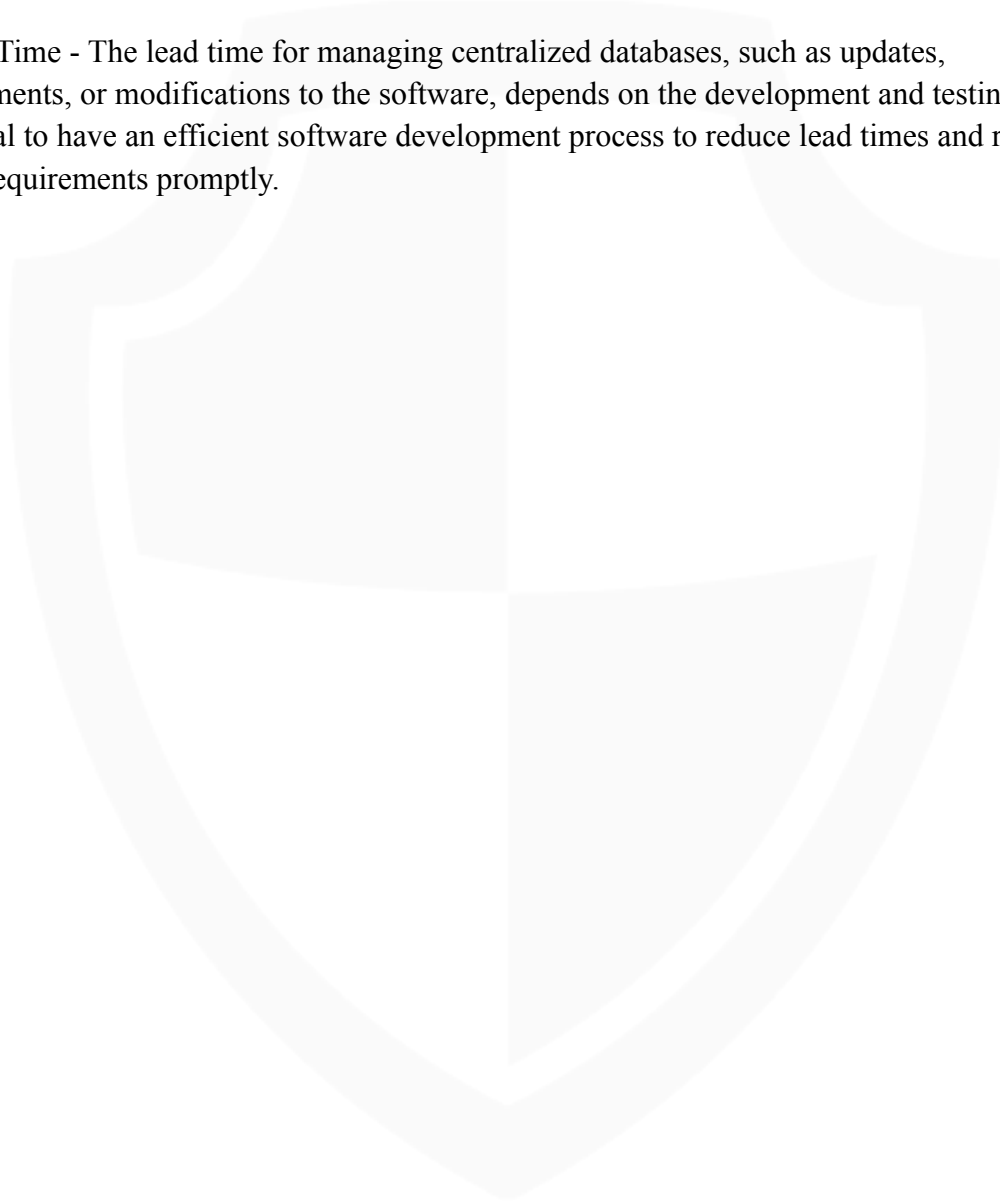 Time - The lead time for managing centralized databases, such as updates,
ments, or modifications to the software, depends on the development and testin
al to have an efficient software development process to reduce lead times and
equirements promptly.